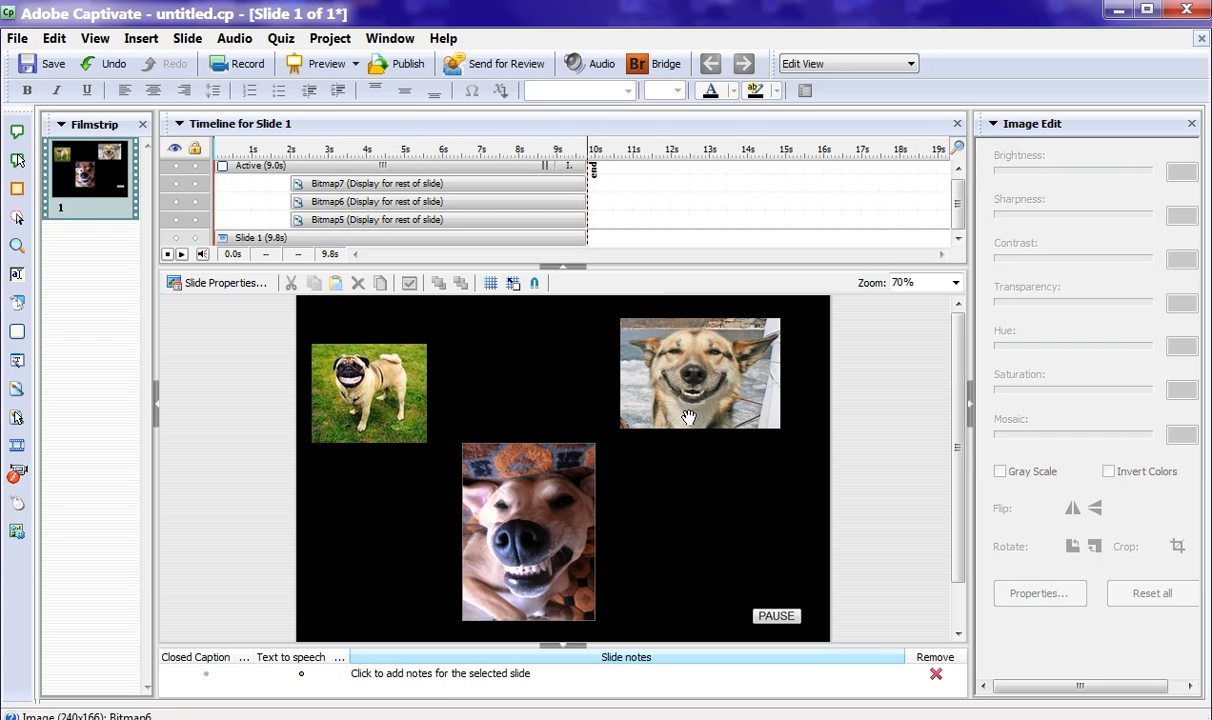 Adobe Captivate - untitled.cp - [Slide 1 of 1*]
File Edit View Insert Slide Audio Quiz Project Window Help
Save Undo Redo Record Preview Publish Send for Review Audio Br Bridge Edit View
B I U
Filmstrip
1
Timeline for Slide 1
1s 2s 3s 4s 5s 6s 7s 8s 9s 10s 11s 12s 13s 14s 15s 16s 17s 18s 19s
Active (9.0s)
end
Bitmap7 (Display for rest of slide)
Bitmap6 (Display for rest of slide)
Bitmap5 (Display for rest of slide)
Slide 1 (9.8s)
0.0s -- -- 9.8s
Slide Properties... Zoom: 70%
PAUSE
Closed Caption ... Text to speech ... Slide notes Remove
Click to add notes for the selected slide
Image Edit
Brightness:
Sharpness:
Contrast:
Transparency:
Hue:
Saturation:
Mosaic:
Gray Scale Invert Colors
Flip:
Rotate: Crop:
Properties... Reset all
Image (240x166): Bitmap6